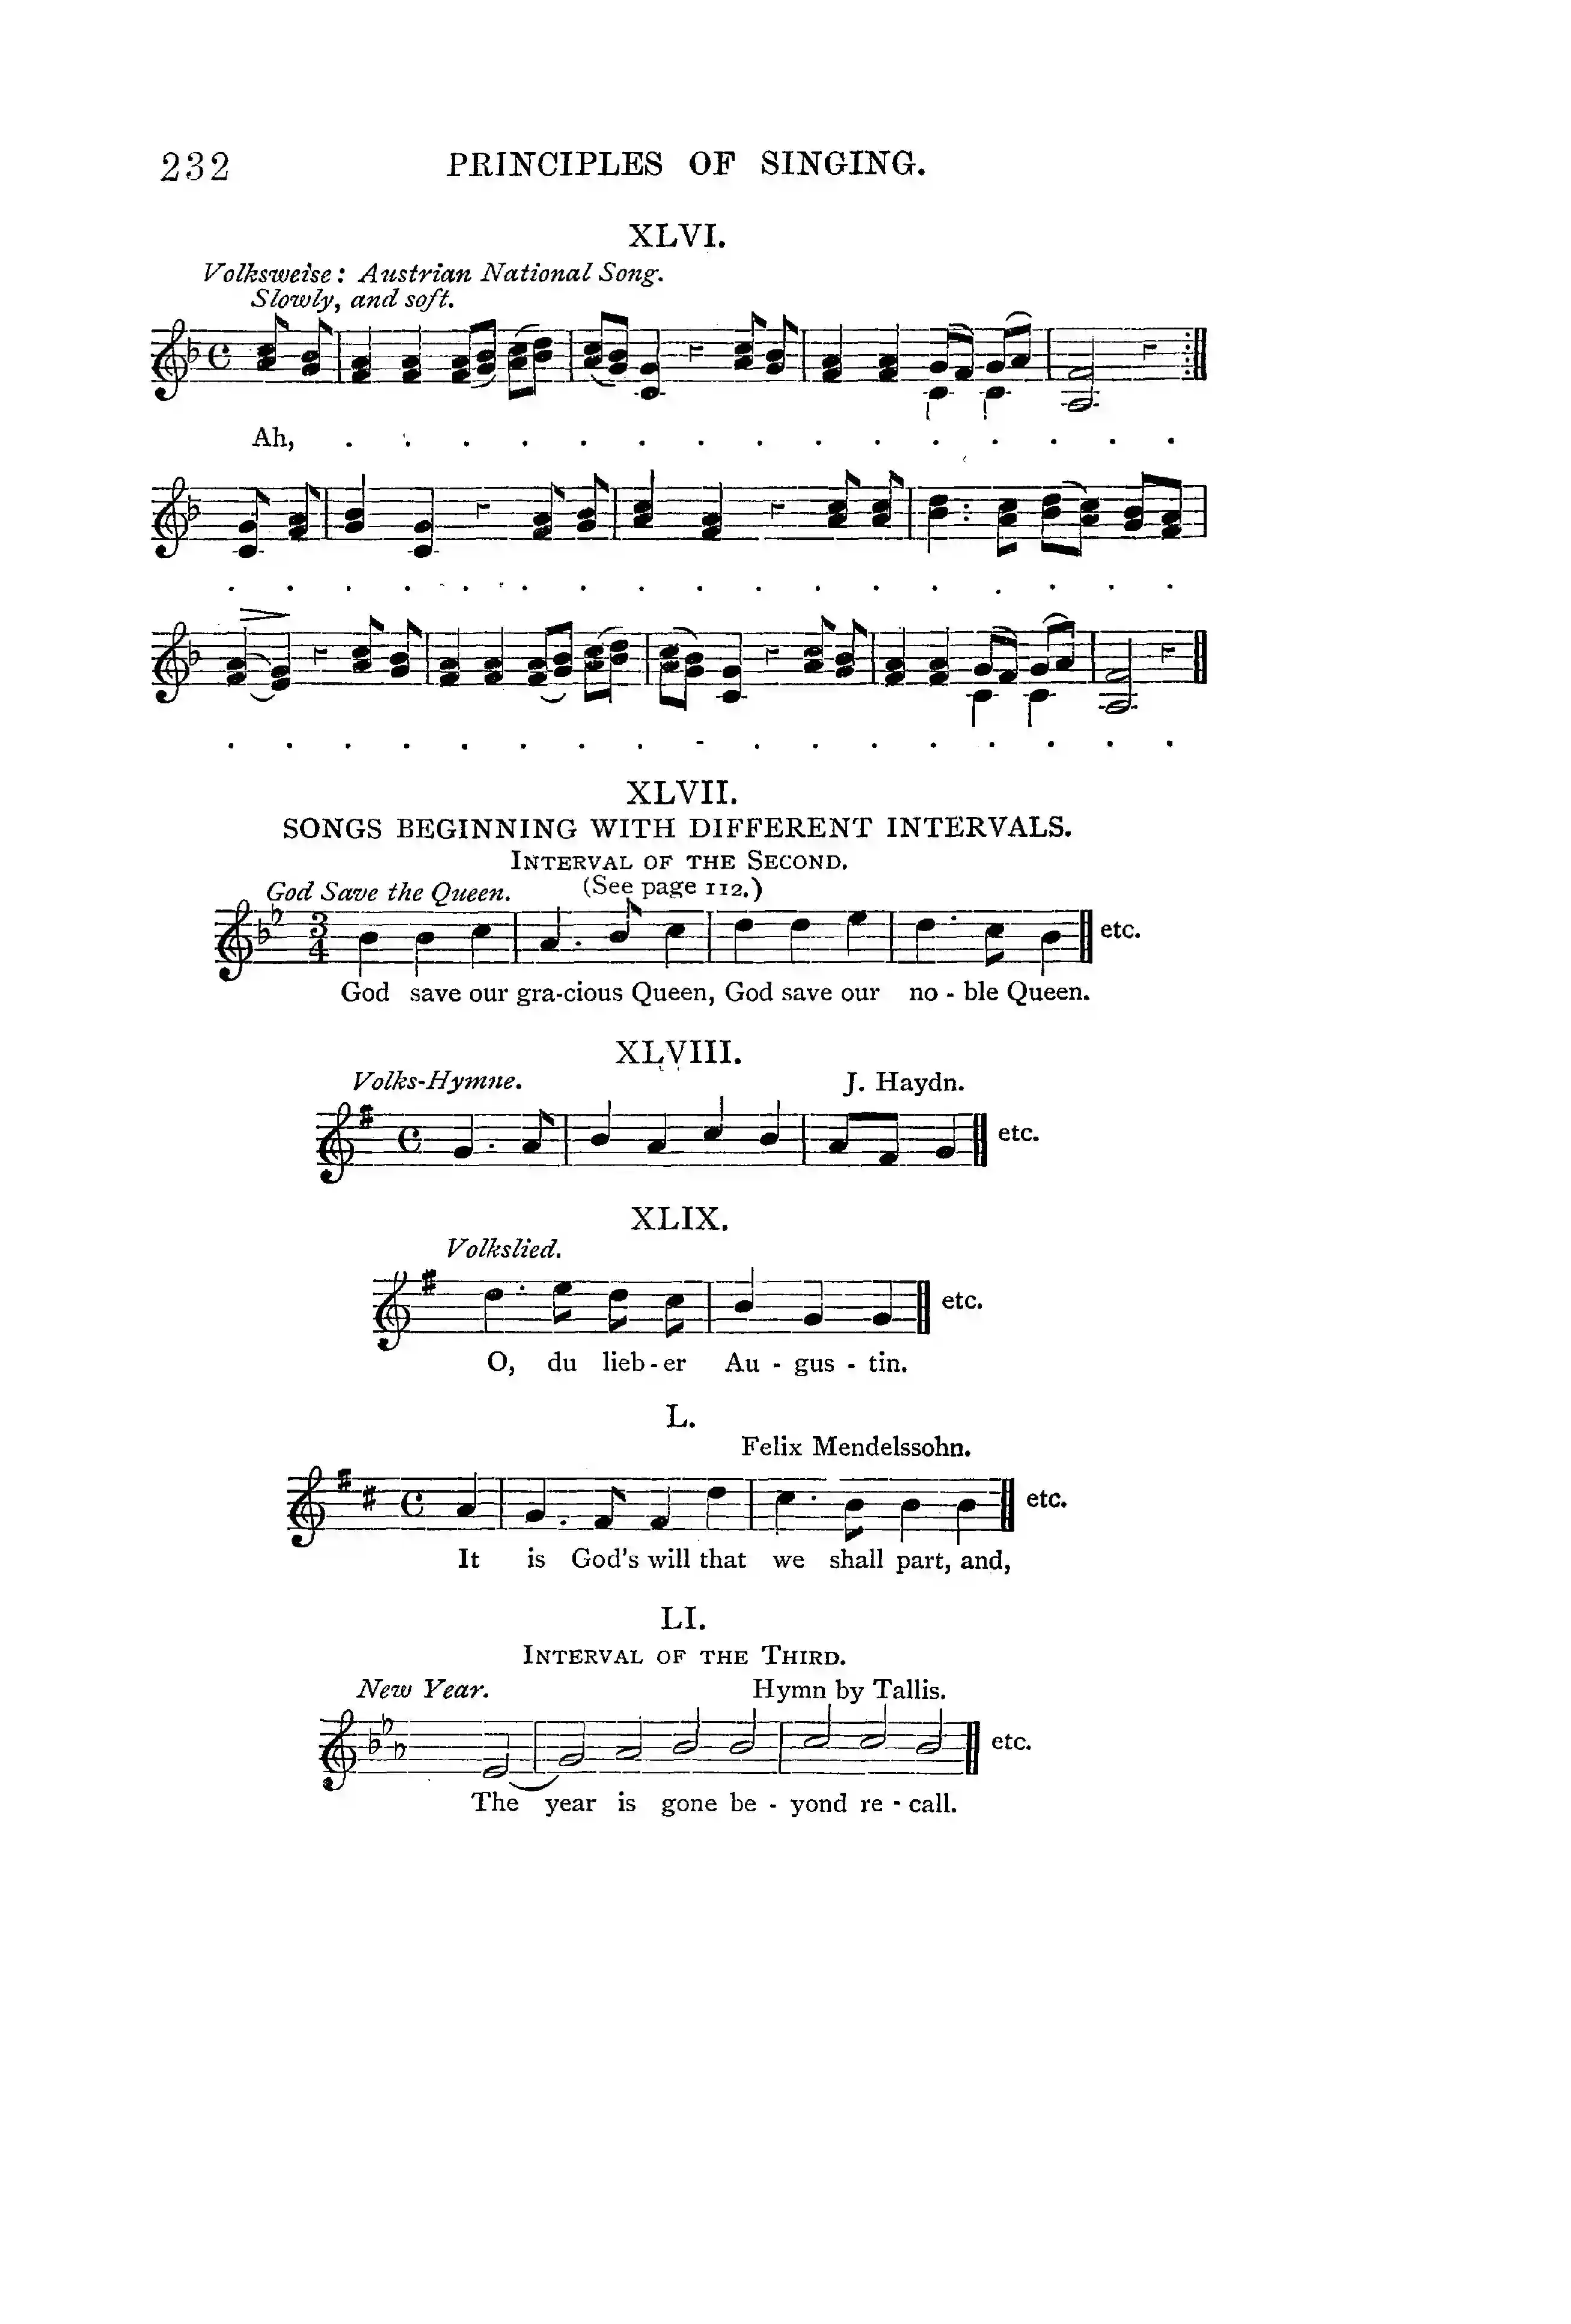 232 PRINCIPLES OF SINGING.
XLVI.
Volksweise: Austrian National Song.
Slowly, and soft.
Ah, . . . . . . . . . . . . . . .
XLVII.
SONGS BEGINNING WITH DIFFERENT INTERVALS.
INTERVAL OF THE SECOND.
God Save the Queen. (See page 112.)
3
4
etc.
God save our gra-cious Queen, God save our no - ble Queen.
XLVIII.
Volks-Hymne. J. Haydn.
etc.
XLIX.
Volkslied.
etc.
O, du lieb-er Au - gus - tin.
L.
Felix Mendelssohn.
etc.
It is God's will that we shall part, and,
LI.
INTERVAL OF THE THIRD.
New Year. Hymn by Tallis.
etc.
The year is gone be - yond re - call.